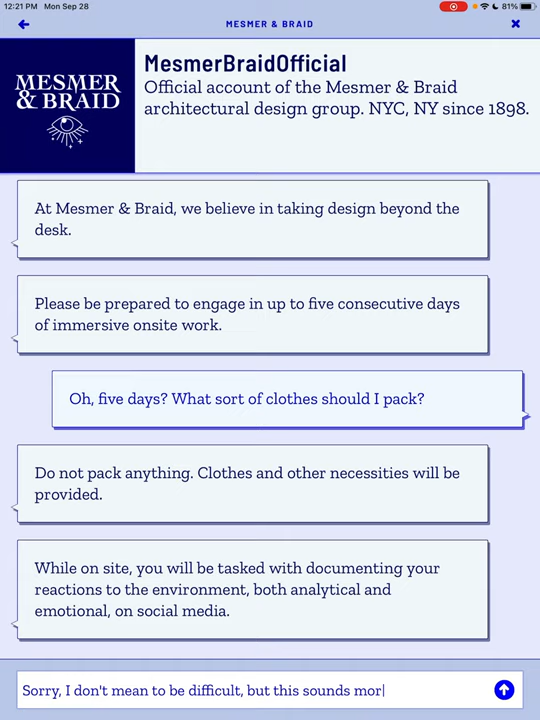 12:21 PM Mon Sep 28
81%
MESMER & BRAID
MESMER
& BRAID
MesmerBraidOfficial
Official account of the Mesmer & Braid
architectural design group. NYC, NY since 1898.
At Mesmer & Braid, we believe in taking design beyond the
desk.
Please be prepared to engage in up to five consecutive days
of immersive onsite work.
Oh, five days? What sort of clothes should I pack?
Do not pack anything. Clothes and other necessities will be
provided.
While on site, you will be tasked with documenting your
reactions to the environment, both analytical and
emotional, on social media.
Sorry, I don't mean to be difficult, but this sounds mor